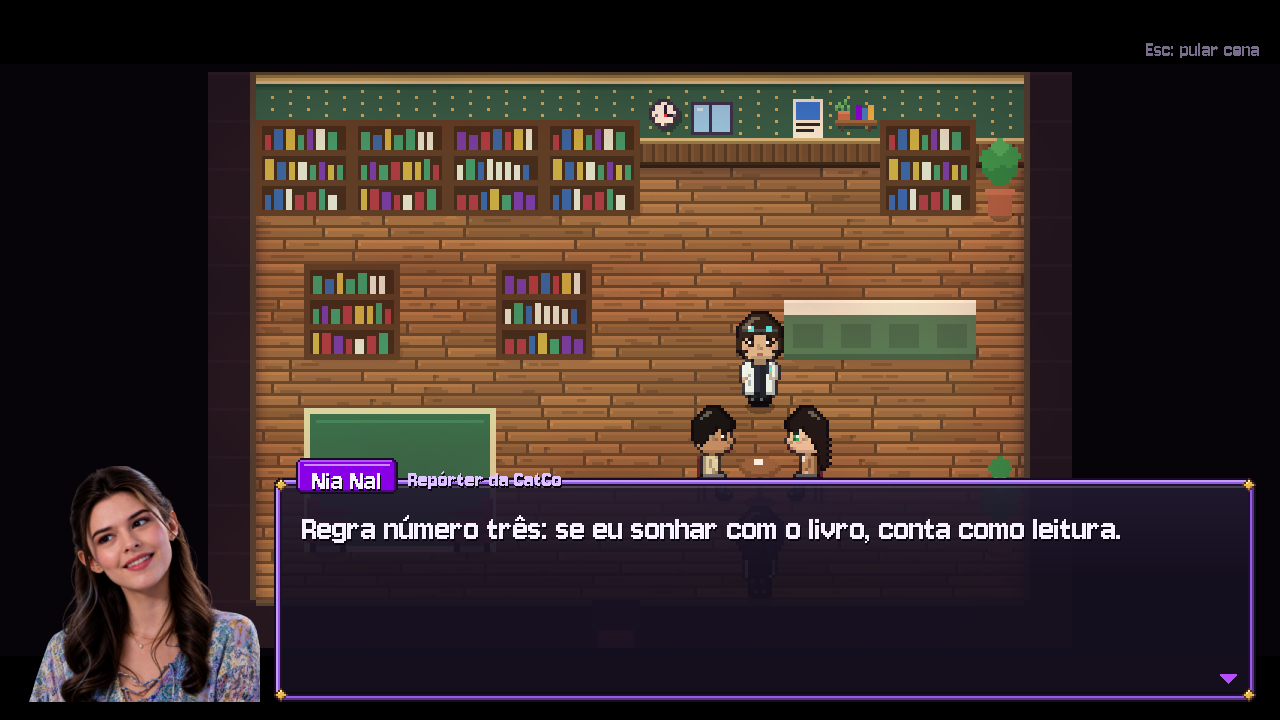 Esc: pular cena
Nia Nal
Repórter da CatCo
Regra número três: se eu sonhar com o livro, conta como leitura.